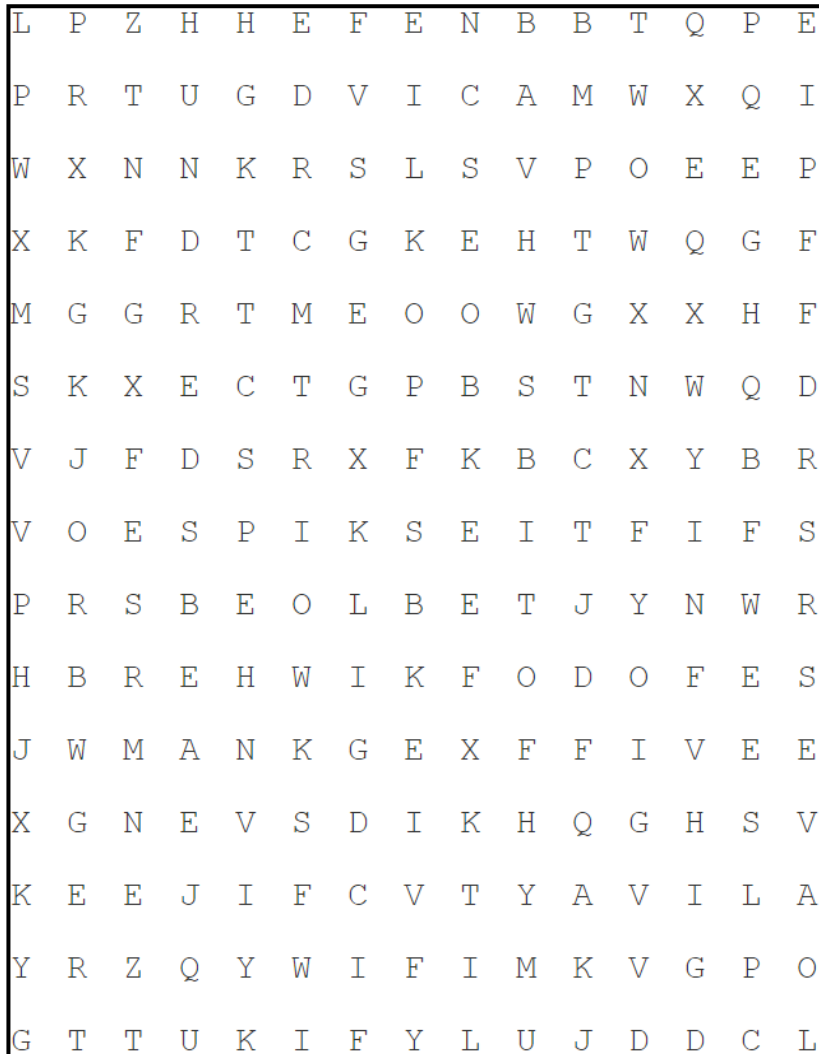 L P Z H H E F E N B B T Q P E
P R T U G D V I C A M W X Q I
W X N N K R S L S V P O E E P
X K F D T C G K E H T W Q G F
M G G R T M E O O W G X X H F
S K X E C T G P B S T N W Q D
V J F D S R X F K B C X Y B R
V O E S P I K S E I T F I F S
P R S B E O L B E T J Y N W R
H B R E H W I K F O D O F E S
J W M A N K G E X F F I V E E
X G N E V S D I K H Q G H S V
K E E J I F C V T Y A V I L A
Y R Z Q Y W I F I M K V G P O
G T T U K I F Y L U J D D C L